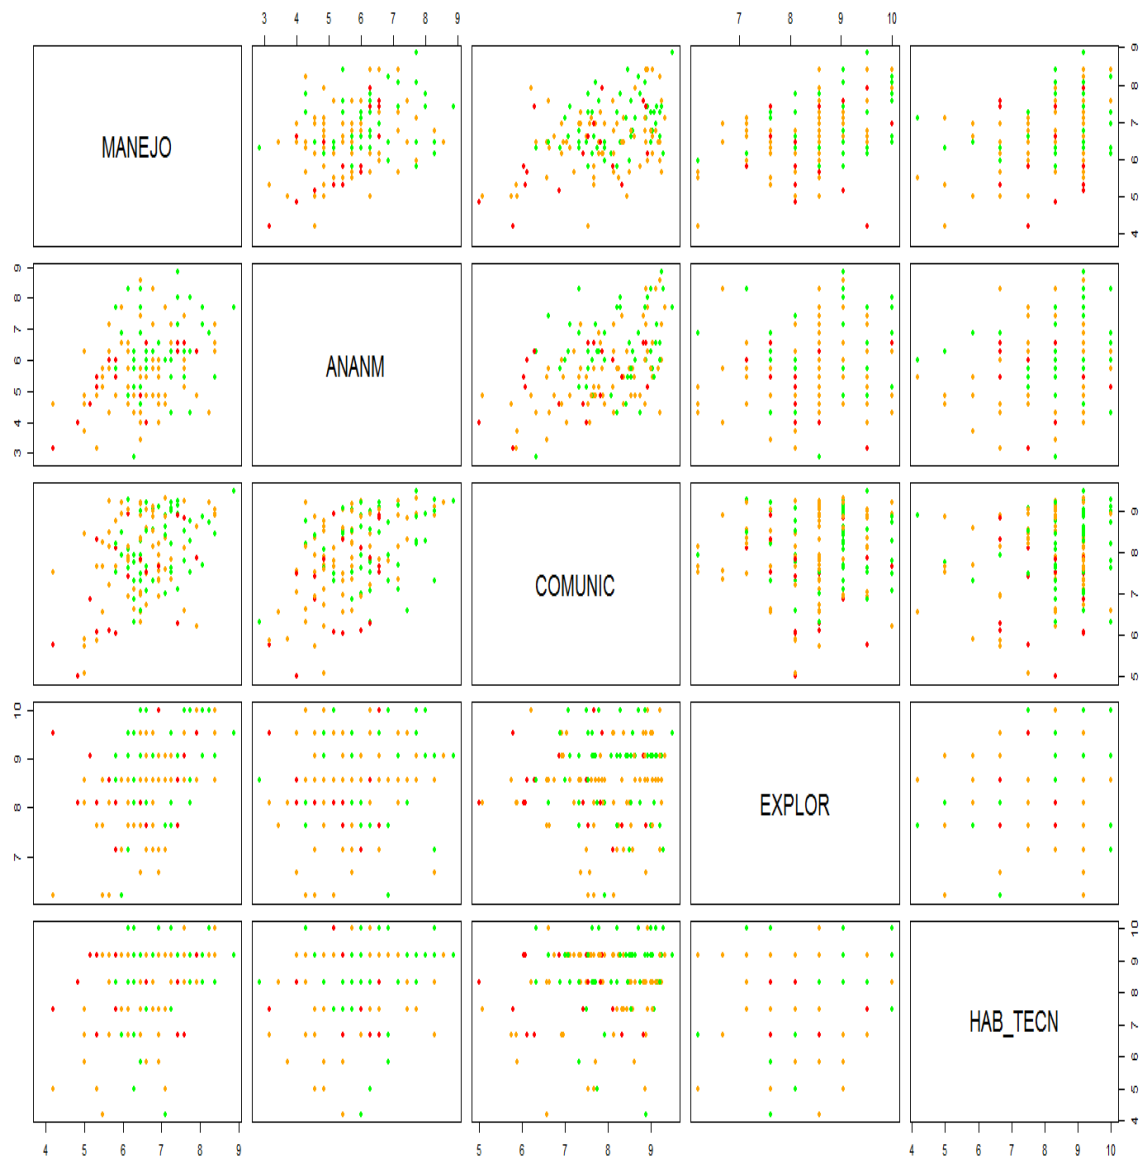 3 4 5 6 7 8 9 7 8 9 10
MANEJO 4 5 6 7 8 9
3 4 5 6 7 8 9 ANANM
COMUNIC 5 6 7 8 9
7 8 9 10 EXPLOR
HAB_TECN 4 5 6 7 8 9 10
4 5 6 7 8 9 5 6 7 8 9 4 5 6 7 8 9 10